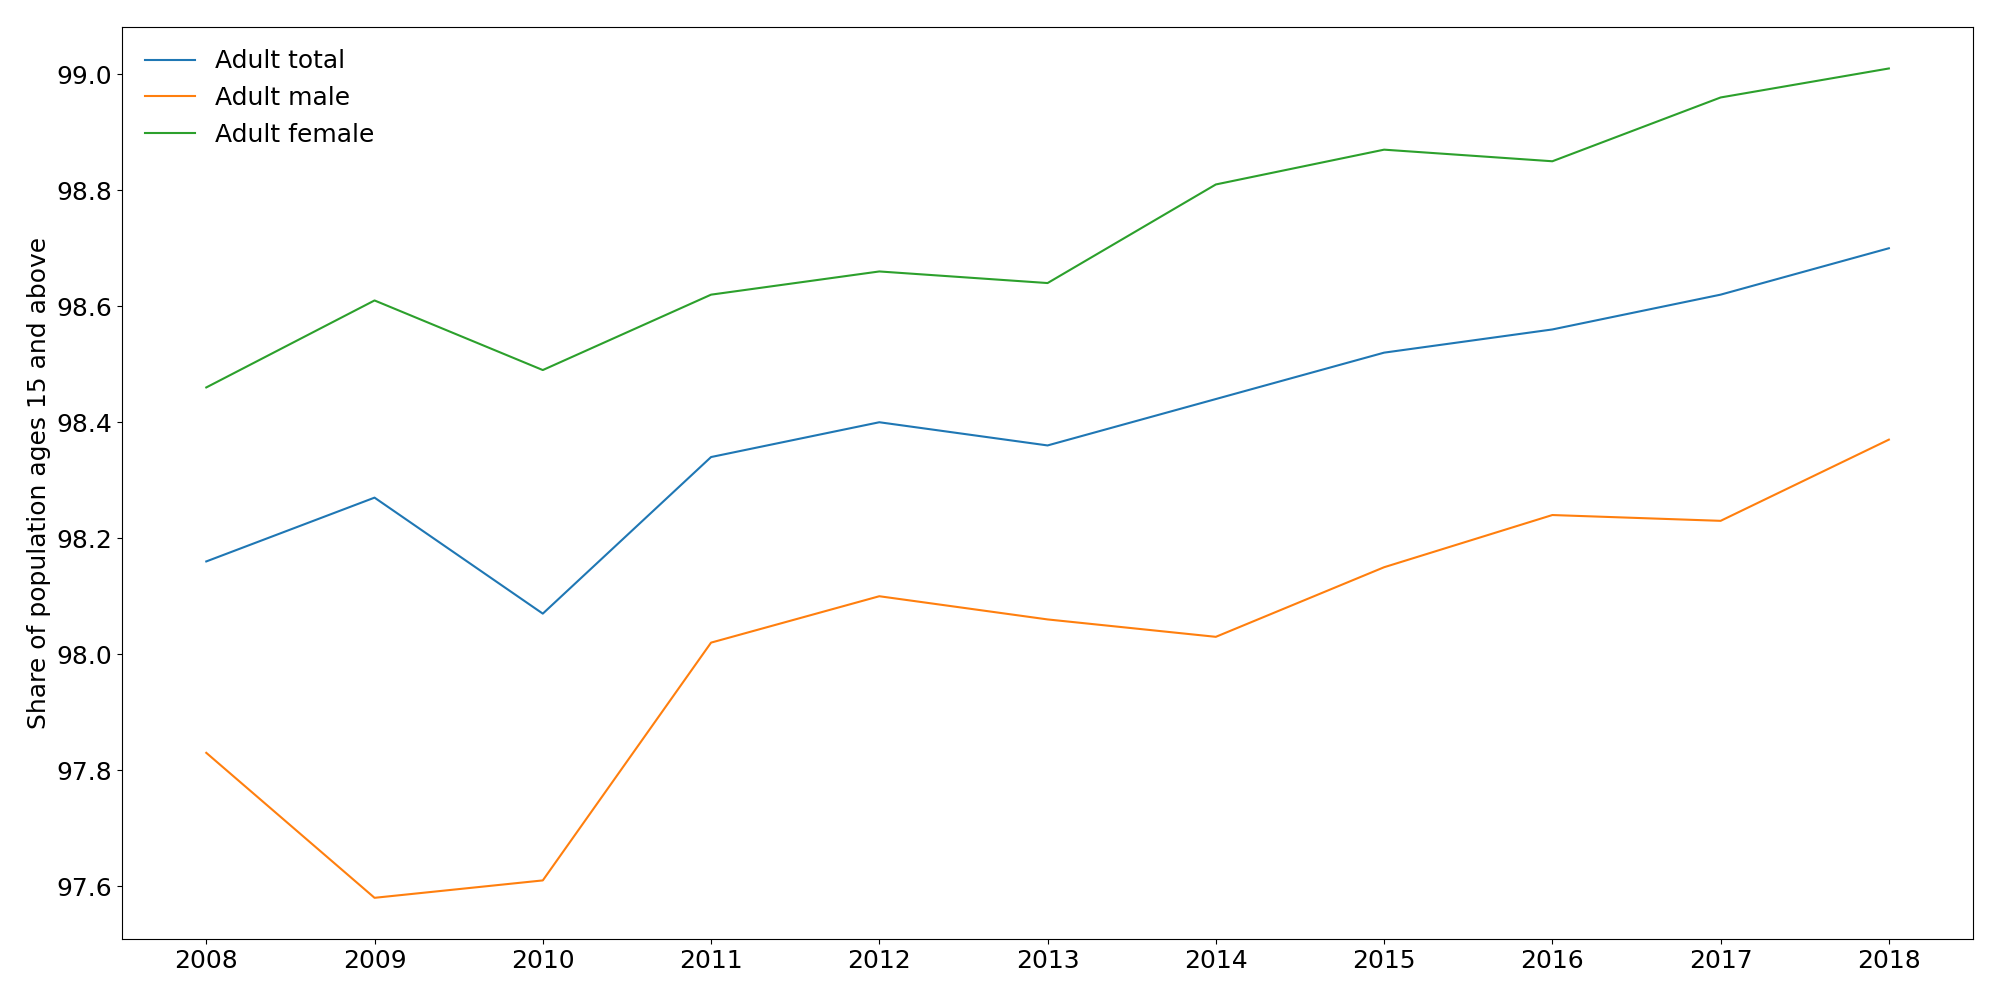 Adult total
Adult male
Adult female
Share of population ages 15 and above
99.0
98.8
98.6
98.4
98.2
98.0
97.8
97.6
2008 2009 2010 2011 2012 2013 2014 2015 2016 2017 2018